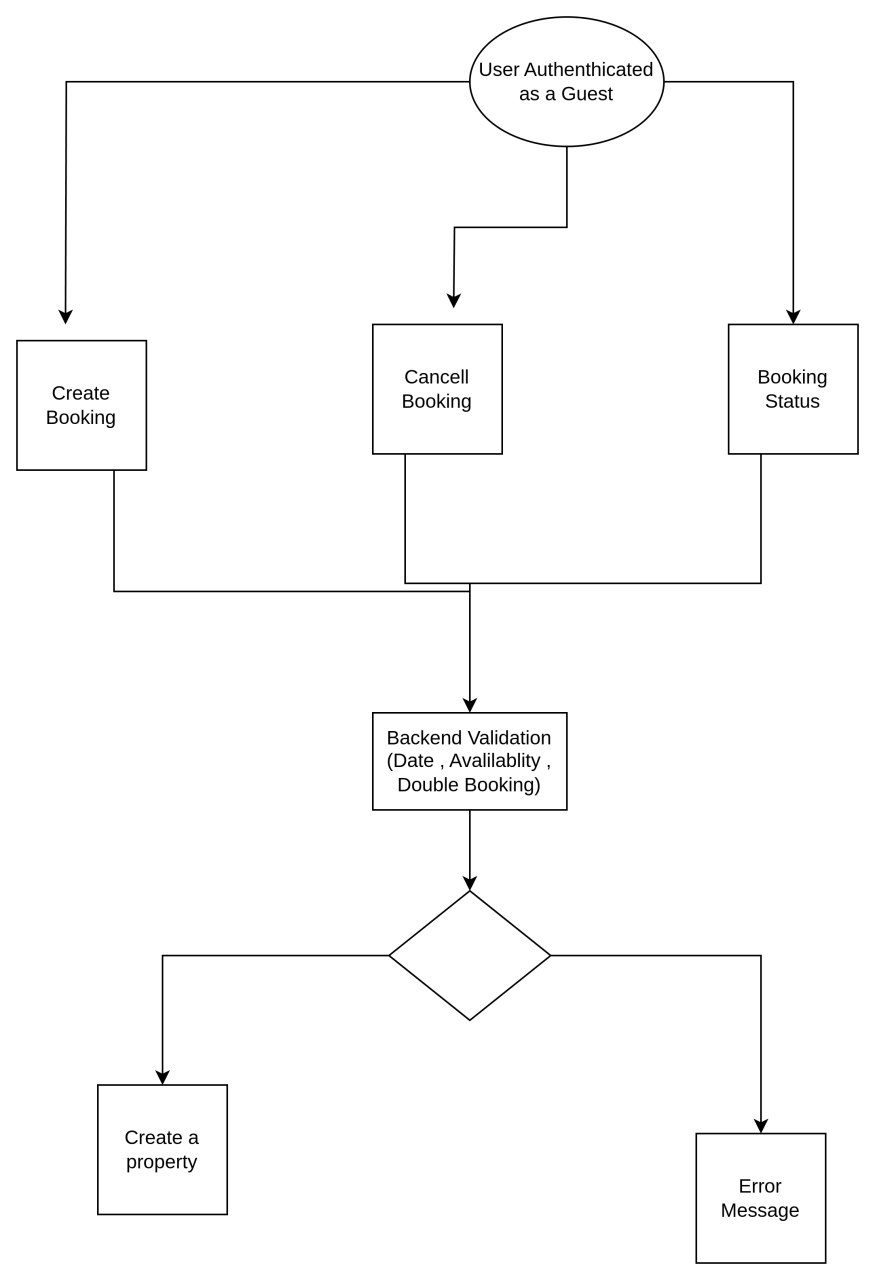 User Authenthicated
as a Guest
Create
Booking
Cancell
Booking
Booking
Status
Backend Validation
(Date , Avalilablity ,
Double Booking)
Create a
property
Error
Message